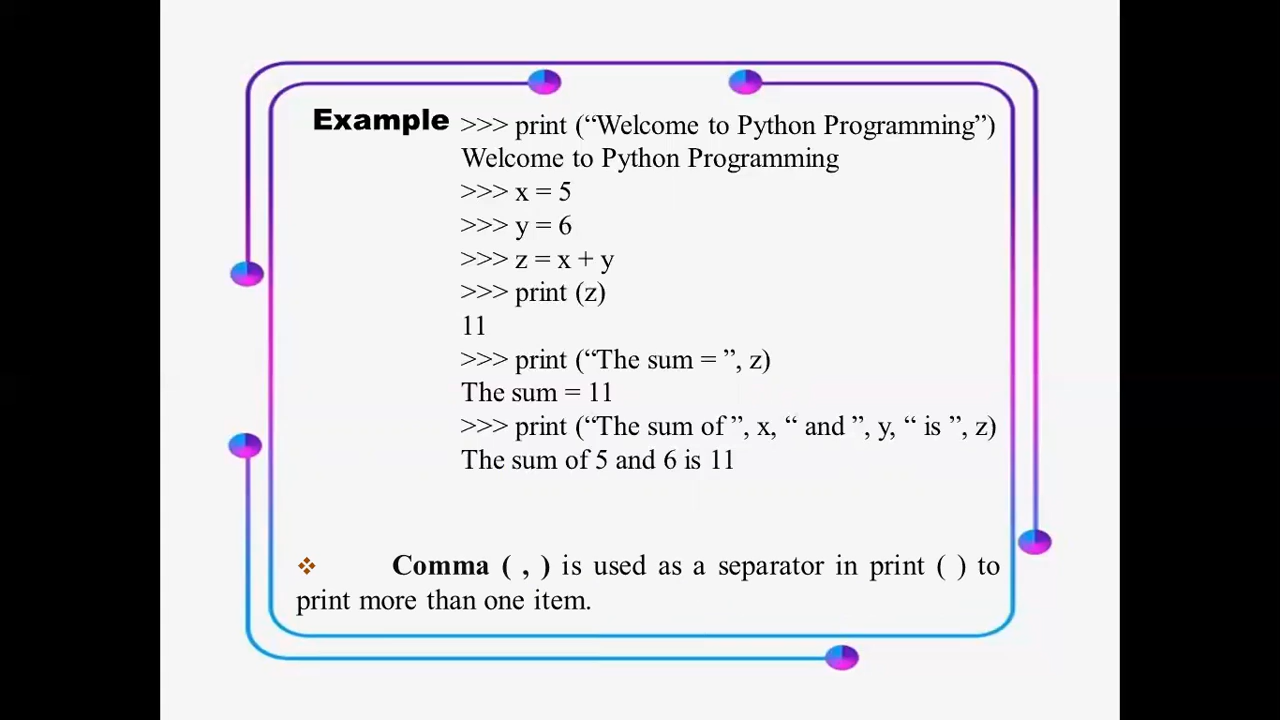 Example >>> print (“Welcome to Python Programming”)
Welcome to Python Programming
>>> x = 5
>>> y = 6
>>> z = x + y
>>> print (z)
11
>>> print (“The sum = ”, z)
The sum = 11
>>> print (“The sum of ”, x, “ and ”, y, “ is ”, z)
The sum of 5 and 6 is 11
❖ Comma ( , ) is used as a separator in print ( ) to
print more than one item.